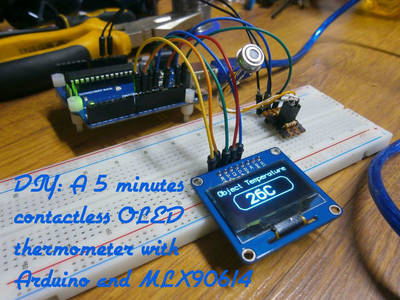 Object Temperature
26C
DIY: A 5 minutes
contactless OLED
thermometer with
Arduino and MLX90614